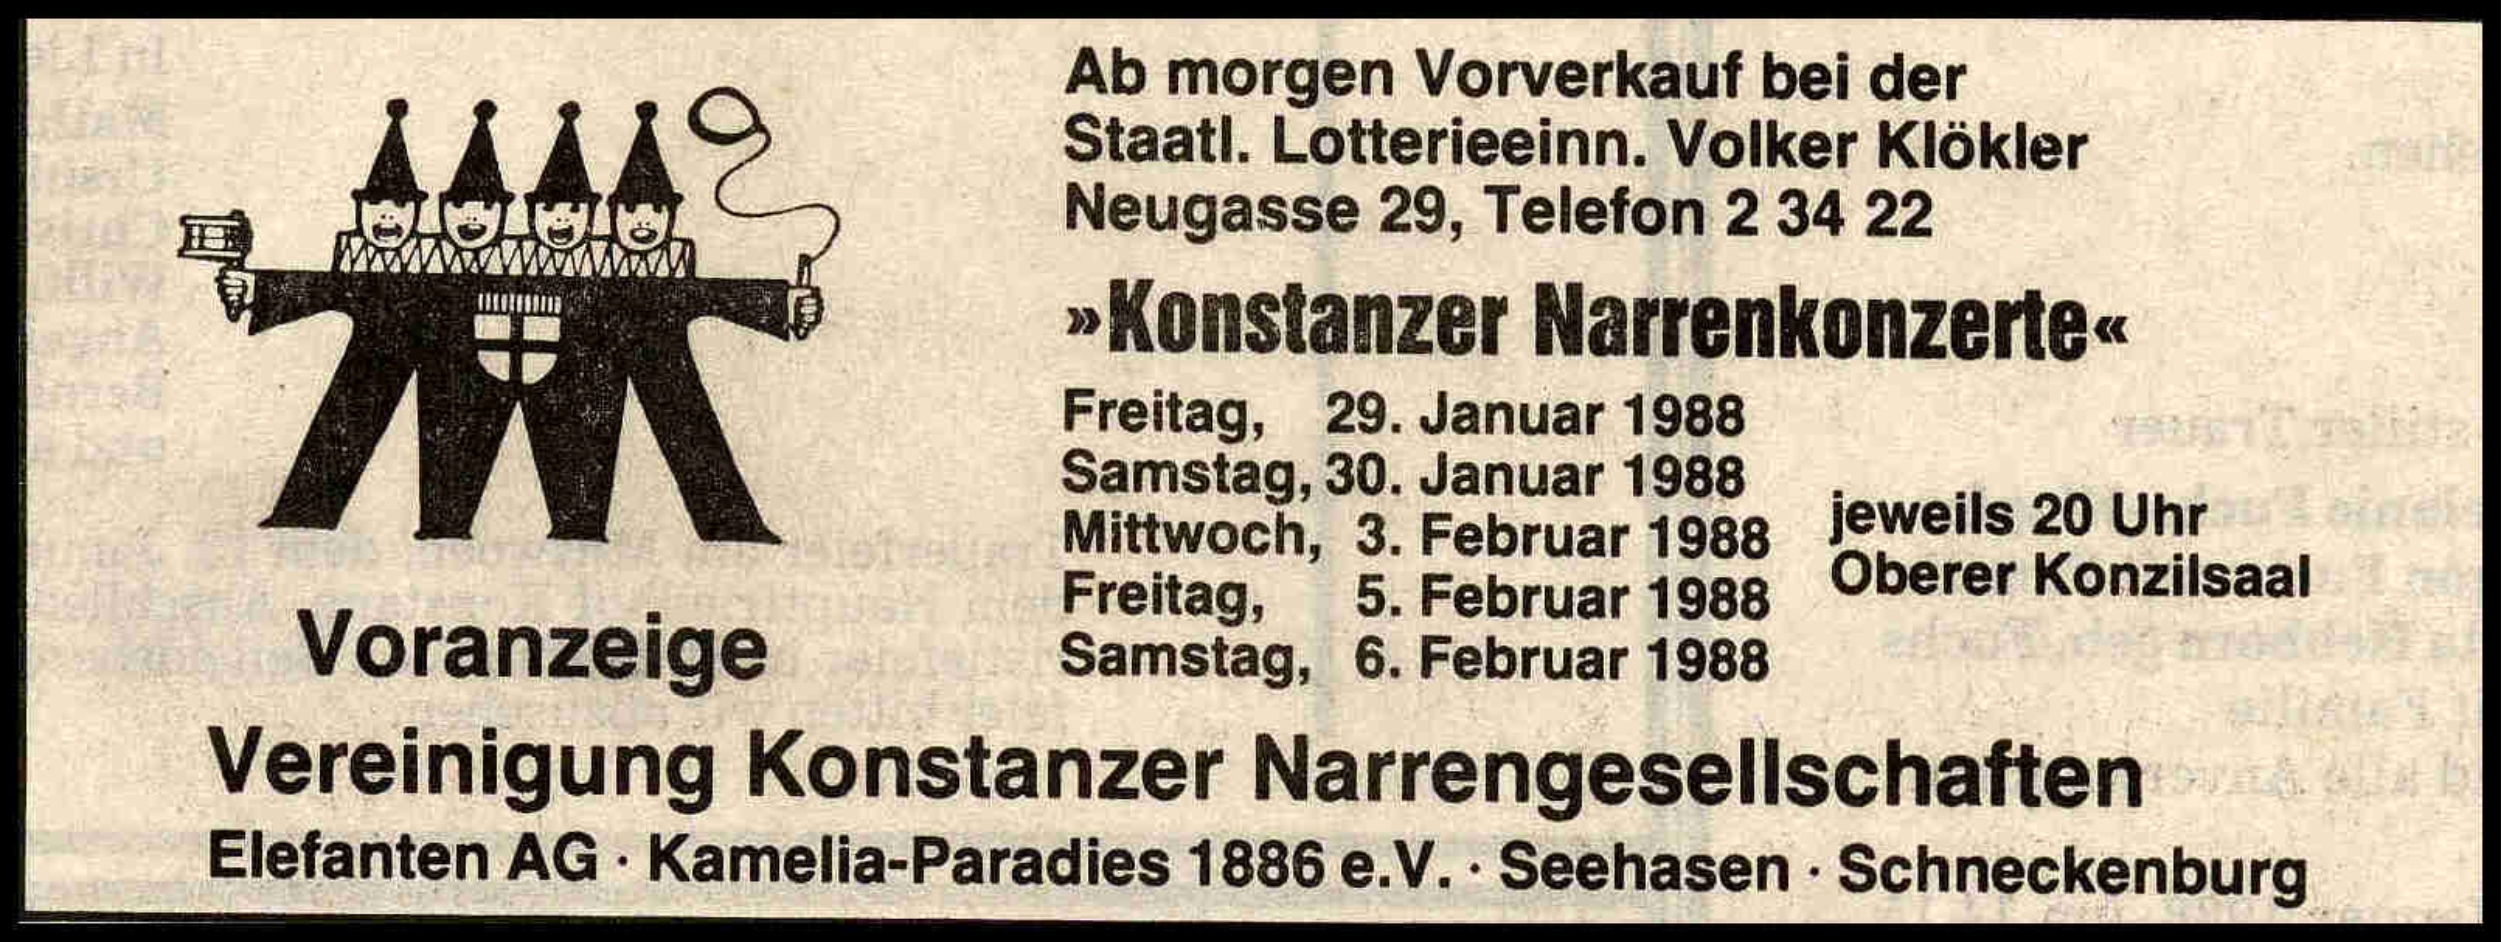 Ab morgen Vorverkauf bei der
Staatl. Lotterieeinn. Volker Klökler
Neugasse 29, Telefon 2 34 22
»Konstanzer Narrenkonzerte«
Freitag, 29. Januar 1988
Samstag, 30. Januar 1988
Mittwoch, 3. Februar 1988
Freitag, 5. Februar 1988
Samstag, 6. Februar 1988
jeweils 20 Uhr
Oberer Konzilsaal
Voranzeige
Vereinigung Konstanzer Narrengesellschaften
Elefanten AG · Kamelia-Paradies 1886 e.V. · Seehasen · Schneckenburg